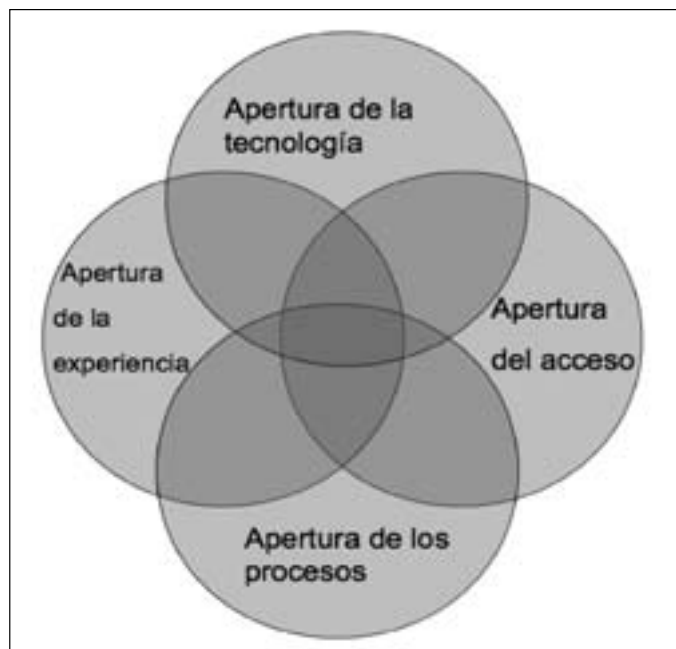 Apertura de la
tecnología
Apertura
de la
experiencia
Apertura
del acceso
Apertura de los
procesos